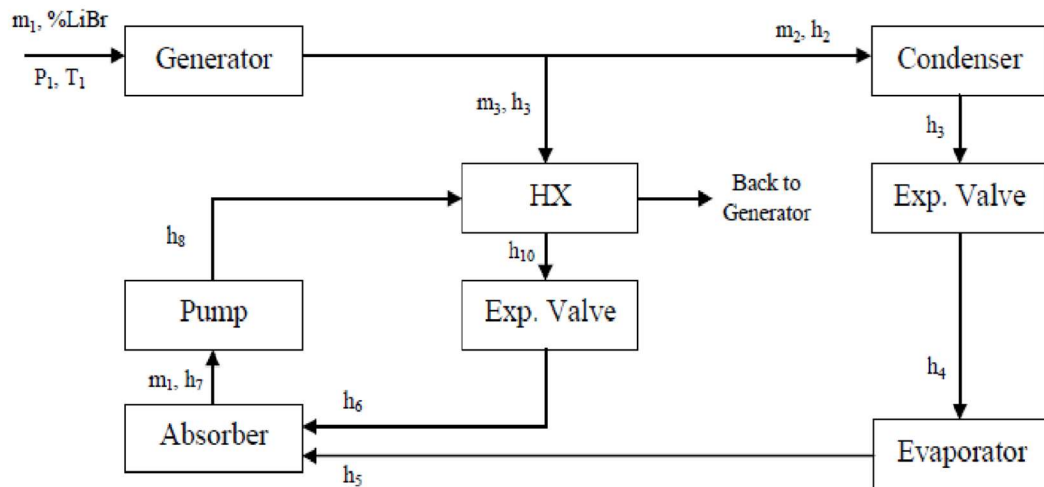 m₁, %LiBr
P₁, T₁
Generator
m₂, h₂
Condenser
m₃, h₃
h₃
HX
Back to
Generator
Exp. Valve
h₈
h₁₀
Pump
Exp. Valve
h₄
m₁, h₇
h₆
Absorber
Evaporator
h₅